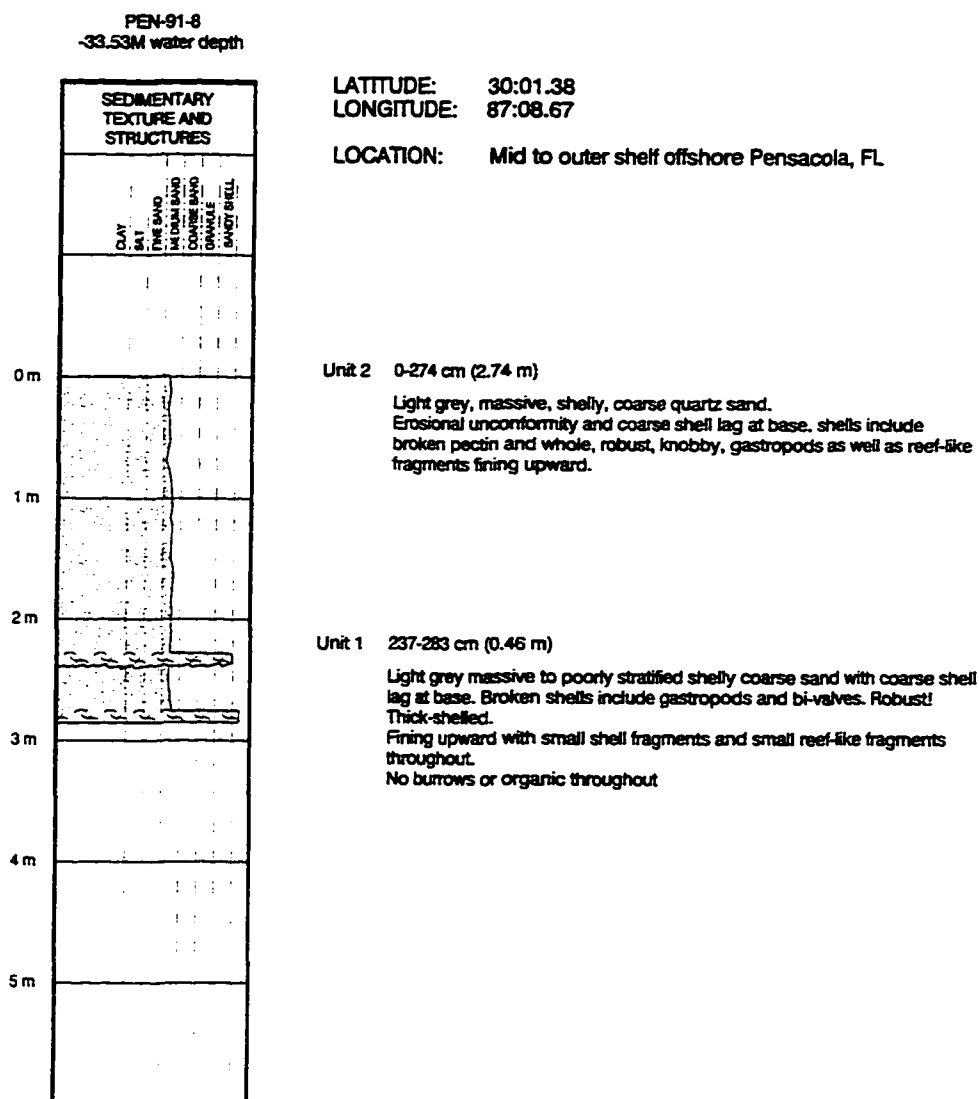 PEN-91-8
-33.53M water depth
SEDIMENTARY
TEXTURE AND
STRUCTURES
CLAY
SILT
FINE SAND
MEDIUM SAND
COARSE SAND
GRANULE
SANDY SHELL
LATITUDE: 30:01.38
LONGITUDE: 87:08.67
LOCATION: Mid to outer shelf offshore Pensacola, FL
0 m
Unit 2 0-274 cm (2.74 m)
Light grey, massive, shelly, coarse quartz sand.
Erosional unconformity and coarse shell lag at base. shells include
broken pectin and whole, robust, knobby, gastropods as well as reef-like
fragments fining upward.
1 m
2 m
Unit 1 237-283 cm (0.46 m)
Light grey massive to poorly stratified shelly coarse sand with coarse shell
lag at base. Broken shells include gastropods and bi-valves. Robust!
Thick-shelled.
Fining upward with small shell fragments and small reef-like fragments
throughout.
No burrows or organic throughout
3 m
4 m
5 m